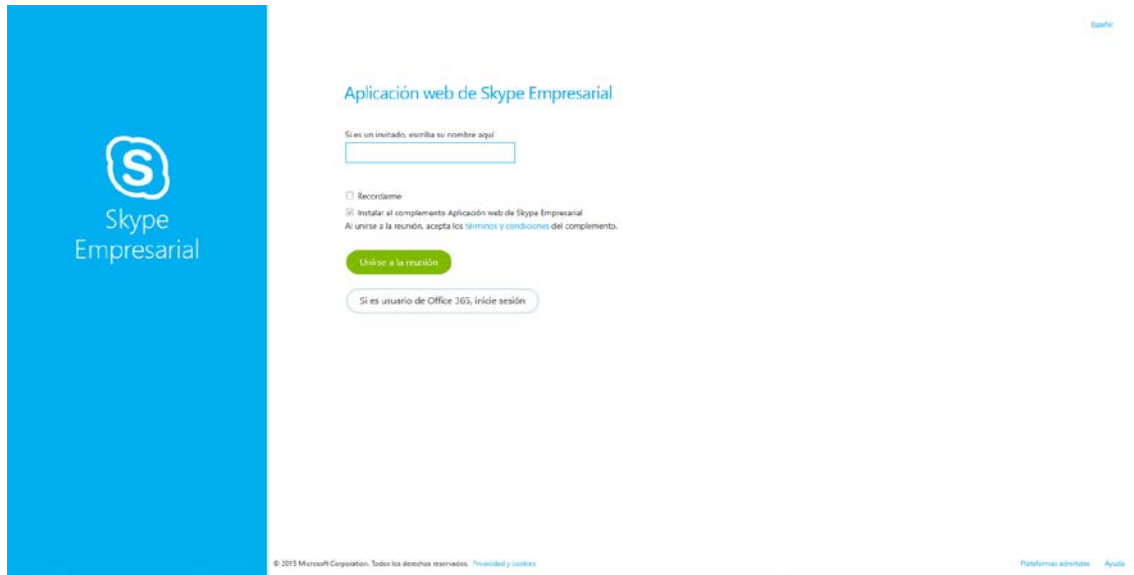 Español
Aplicación web de Skype Empresarial
Si es un invitado, escriba su nombre aquí
Recordarme
Instalar el complemento Aplicación web de Skype Empresarial
Al unirse a la reunión, acepta los términos y condiciones del complemento.
Unirse a la reunión
Si es usuario de Office 365, inicie sesión
Skype
Empresarial
© 2015 Microsoft Corporation. Todos los derechos reservados. Privacidad y cookies
Plataformas admitidas Ayuda